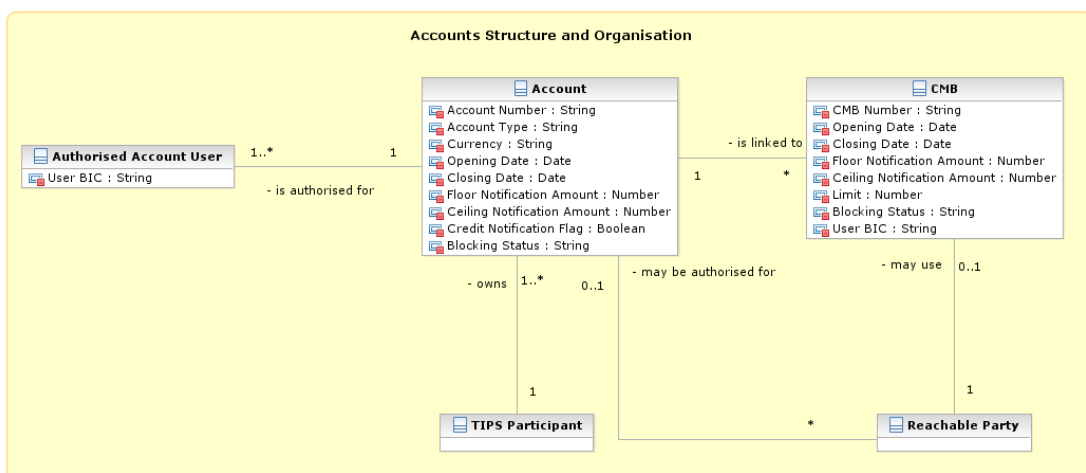 Accounts Structure and Organisation
Account
Account Number : String
Account Type : String
Currency : String
Opening Date : Date
Closing Date : Date
Floor Notification Amount : Number
Ceiling Notification Amount : Number
Credit Notification Flag : Boolean
Blocking Status : String
CMB
CMB Number : String
Opening Date : Date
Closing Date : Date
Floor Notification Amount : Number
Ceiling Notification Amount : Number
Limit : Number
Blocking Status : String
User BIC : String
Authorised Account User
User BIC : String
1..*
1
- is authorised for
- is linked to
1
*
- owns
1..*
0..1
- may be authorised for
- may use
0..1
1
*
1
TIPS Participant
Reachable Party